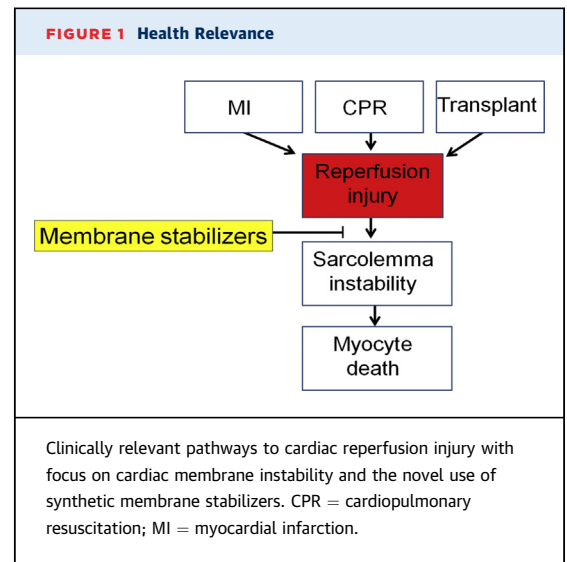 FIGURE 1 Health Relevance
MI
CPR
Transplant
Reperfusion
injury
Membrane stabilizers
Sarcolemma
instability
Myocyte
death
Clinically relevant pathways to cardiac reperfusion injury with
focus on cardiac membrane instability and the novel use of
synthetic membrane stabilizers. CPR = cardiopulmonary
resuscitation; MI = myocardial infarction.